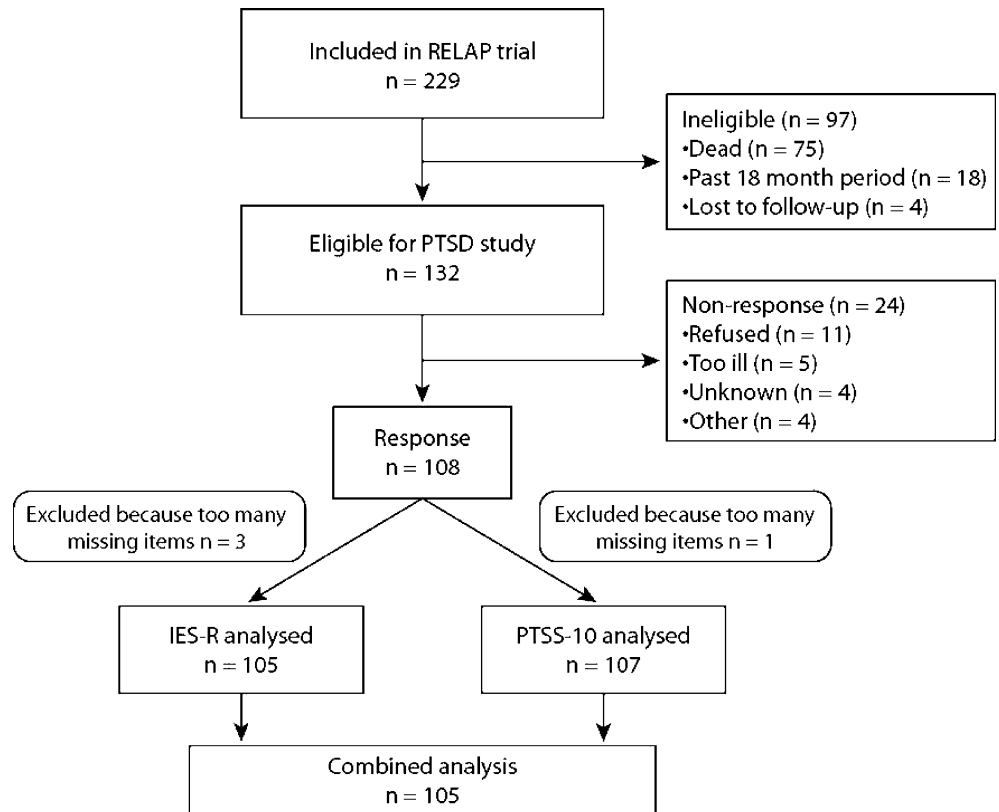 Included in RELAP trial
n = 229
Ineligible (n = 97)
•Dead (n = 75)
•Past 18 month period (n = 18)
•Lost to follow-up (n = 4)
Eligible for PTSD study
n = 132
Non-response (n = 24)
•Refused (n = 11)
•Too ill (n = 5)
•Unknown (n = 4)
•Other (n = 4)
Response
n = 108
Excluded because too many
missing items n = 3
Excluded because too many
missing items n = 1
IES-R analysed
n = 105
PTSS-10 analysed
n = 107
Combined analysis
n = 105